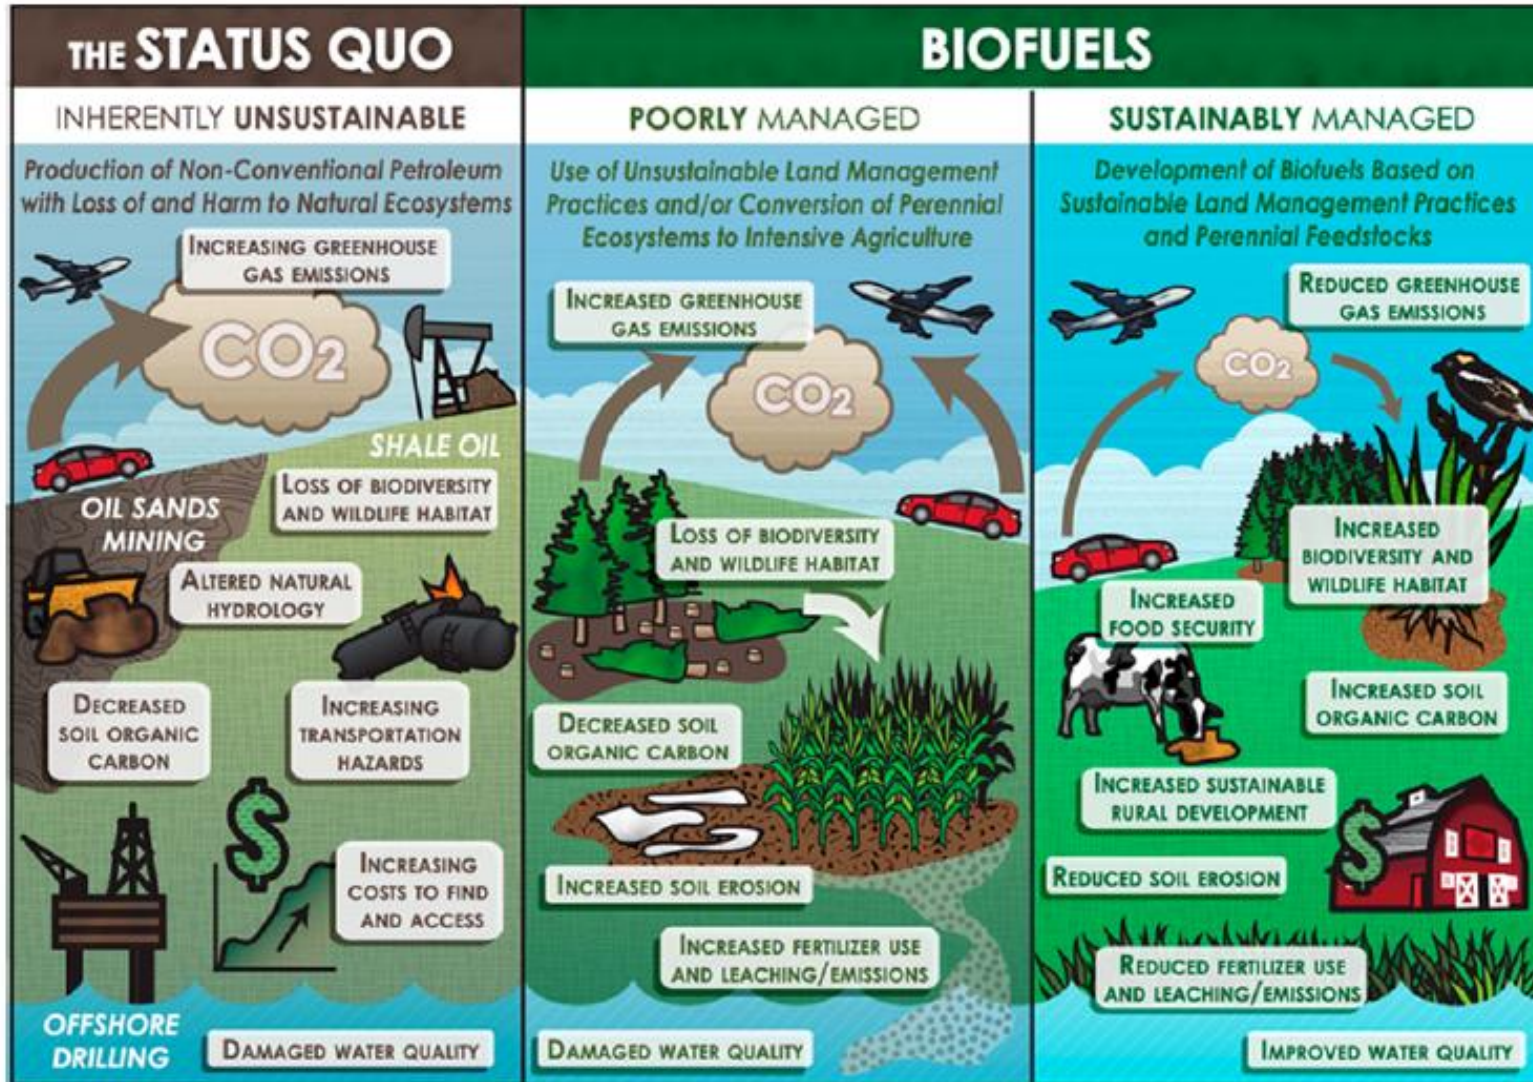 THE STATUS QUO
INHERENTLY UNSUSTAINABLE
Production of Non-Conventional Petroleum
with Loss of and Harm to Natural Ecosystems
INCREASING GREENHOUSE
GAS EMISSIONS
CO2
SHALE OIL
LOSS OF BIODIVERSITY
AND WILDLIFE HABITAT
OIL SANDS
MINING
ALTERED NATURAL
HYDROLOGY
DECREASED
SOIL ORGANIC
CARBON
INCREASING
TRANSPORTATION
HAZARDS
$
INCREASING
COSTS TO FIND
AND ACCESS
OFFSHORE
DRILLING
DAMAGED WATER QUALITY
BIOFUELS
POORLY MANAGED
Use of Unsustainable Land Management
Practices and/or Conversion of Perennial
Ecosystems to Intensive Agriculture
INCREASED GREENHOUSE
GAS EMISSIONS
CO2
LOSS OF BIODIVERSITY
AND WILDLIFE HABITAT
DECREASED SOIL
ORGANIC CARBON
INCREASED SOIL EROSION
INCREASED FERTILIZER USE
AND LEACHING/EMISSIONS
DAMAGED WATER QUALITY
SUSTAINABLY MANAGED
Development of Biofuels Based on
Sustainable Land Management Practices
and Perennial Feedstocks
REDUCED GREENHOUSE
GAS EMISSIONS
CO2
INCREASED
BIODIVERSITY AND
WILDLIFE HABITAT
INCREASED
FOOD SECURITY
INCREASED SOIL
ORGANIC CARBON
INCREASED SUSTAINABLE
RURAL DEVELOPMENT
$
REDUCED SOIL EROSION
REDUCED FERTILIZER USE
AND LEACHING/EMISSIONS
IMPROVED WATER QUALITY